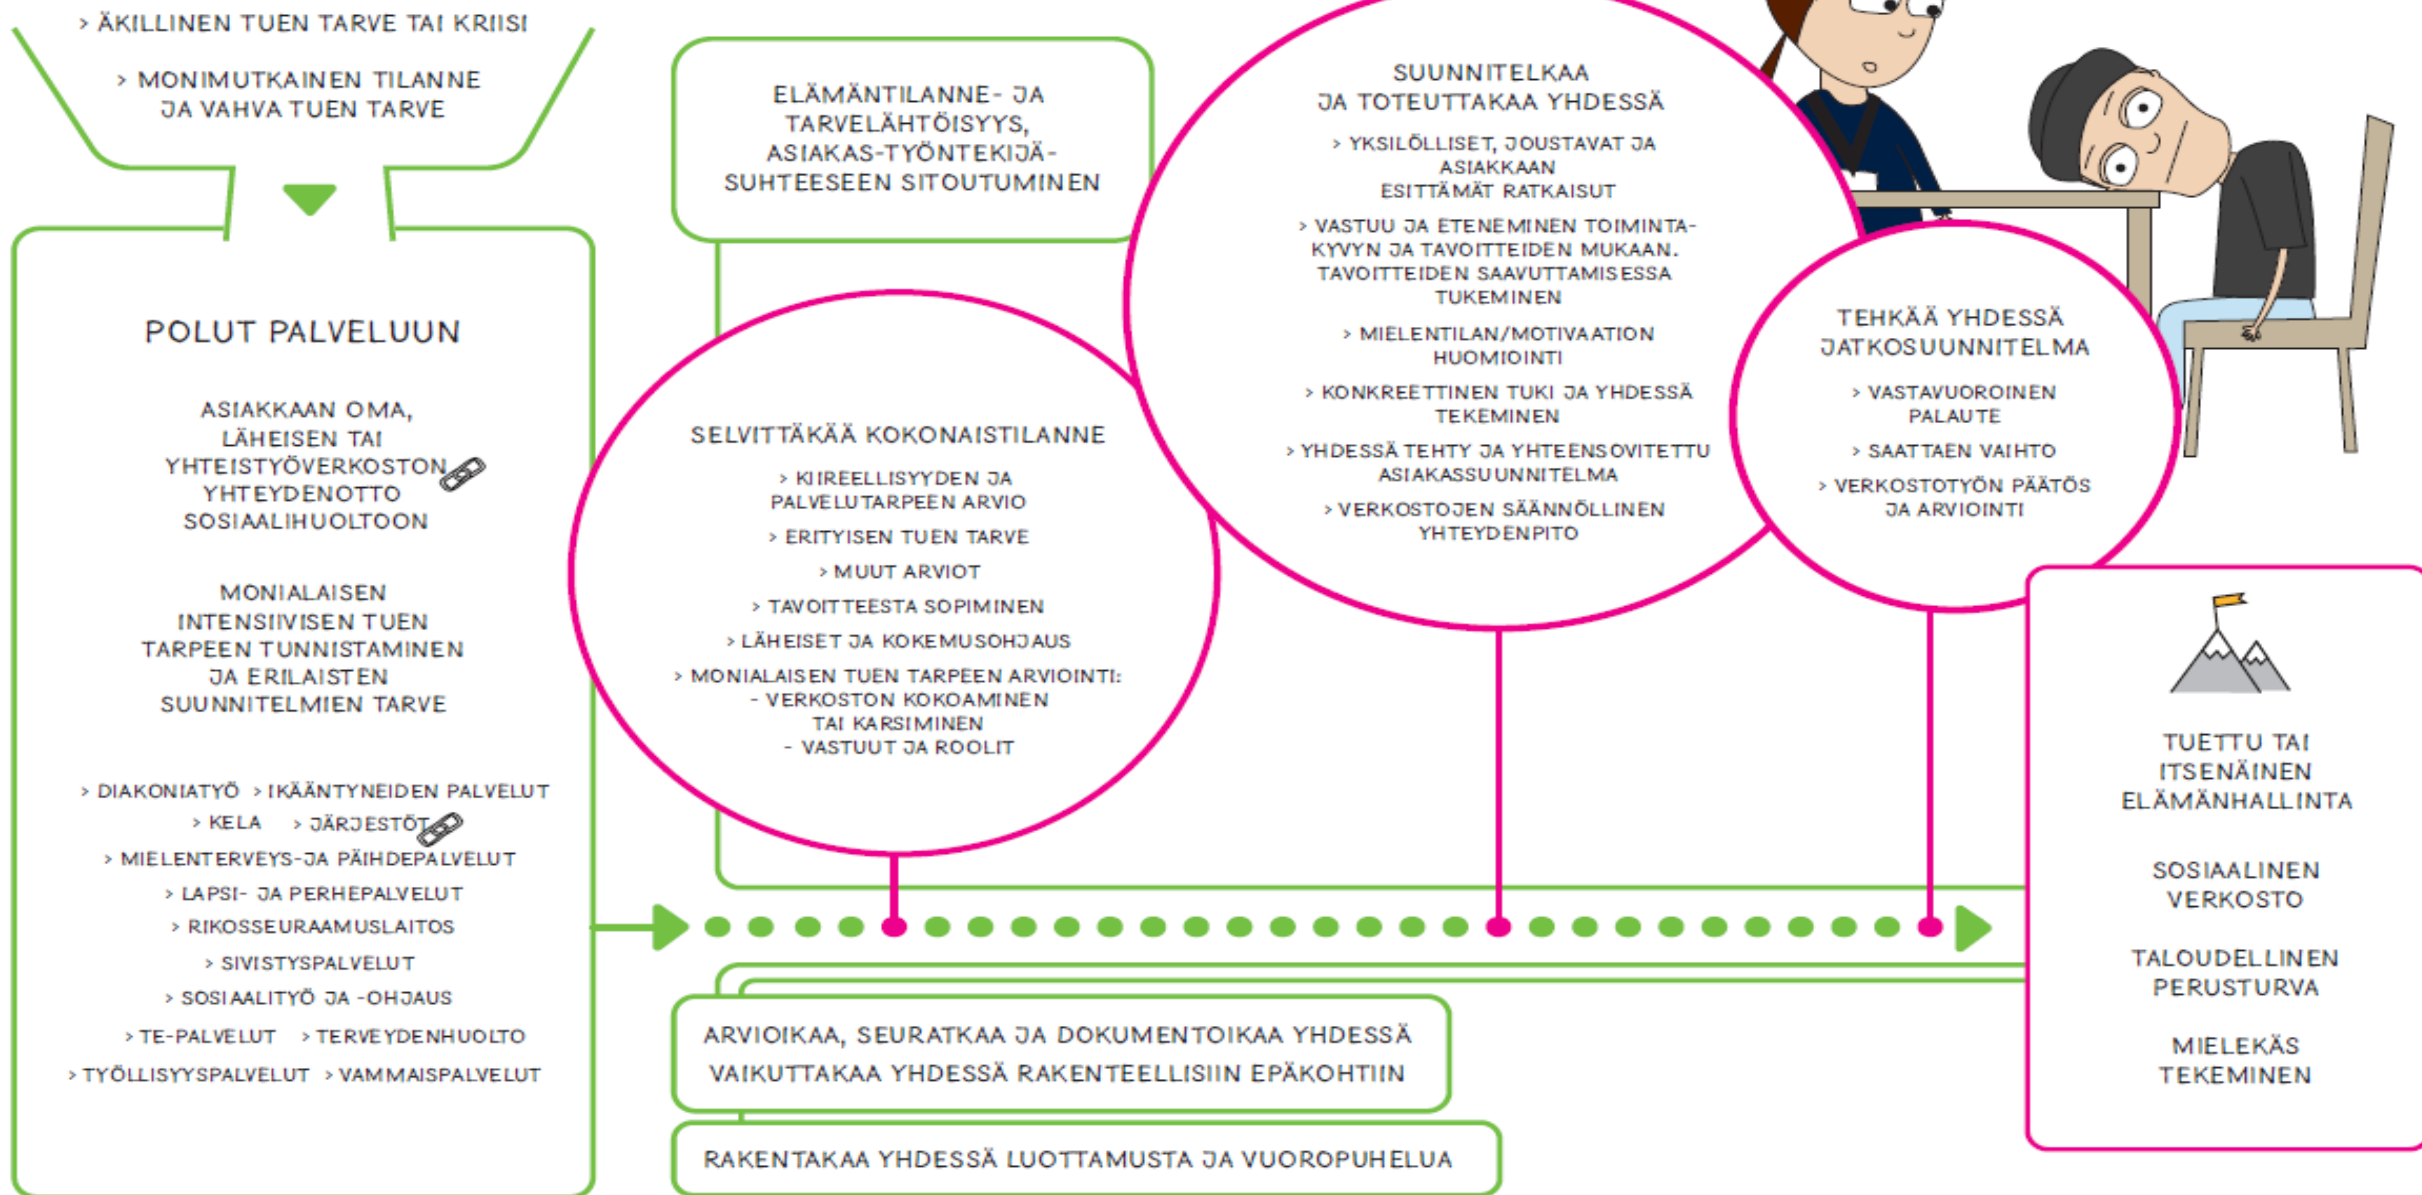 > ÄKILLINEN TUEN TARVE TAI KRIISI
> MONIMUTKAINEN TILANNE
JA VAHVA TUEN TARVE
POLUT PALVELUUN
ASIAKKAAN OMA,
LÄHEISEN TAI
YHTEISTYÖVERKOSTON
YHTEYDENOTTO
SOSIAALIHUOLTOON
MONIALAISEN
INTENSIIVISEN TUEN
TARPEEN TUNNISTAMINEN
JA ERILAISTEN
SUUNNITELMIEN TARVE
> DIAKONIATYÖ > IKÄÄNTYNEIDEN PALVELUT
> KELA > JÄRJESTÖT
> MIELENTERVEYS-JA PÄIHDEPALVELUT
> LAPSI- JA PERHEPALVELUT
> RIKOSSEURAAMUSLAITOS
> SIVISTYSPALVELUT
> SOSIAALITYÖ JA -OHJAUS
> TE-PALVELUT > TERVEYDENHUOLTO
> TYÖLLISYYSPALVELUT > VAMMAISPALVELUT
ELÄMÄNTILANNE- JA
TARVELÄHTÖISYYS,
ASIAKAS-TYÖNTEKIJÄ-
SUHTEESEEN SITOUTUMINEN
SELVITTÄKÄÄ KOKONAISTILANNE
> KIIREELLISYYDEN JA
PALVELUTARPEEN ARVIO
> ERITYISEN TUEN TARVE
> MUUT ARVIOT
> TAVOITTEESTA SOPIMINEN
> LÄHEISET JA KOKEMUSOHJAUS
> MONIALAISEN TUEN TARPEEN ARVIOINTI:
- VERKOSTON KOKOAMINEN
TAI KARSIMINEN
- VASTUUT JA ROOLIT
SUUNNITELKAA
JA TOTEUTTAKAA YHDESSÄ
> YKSILÖLLISET, JOUSTAVAT JA
ASIAKKAAN
ESITTÄMÄT RATKAISUT
> VASTUU JA ETENEMINEN TOIMINTA-
KYVYN JA TAVOITTEIDEN MUKAAN.
TAVOITTEIDEN SAAVUTTAMISESSA
TUKEMINEN
> MIELENTILAN/MOTIVAATION
HUOMIOINTI
> KONKREETTINEN TUKI JA YHDESSÄ
TEKEMINEN
> YHDESSÄ TEHTY JA YHTEENSOVITETTU
ASIAKASSUUNNITELMA
> VERKOSTOJEN SÄÄNNÖLLINEN
YHTEYDENPITO
TEHKÄÄ YHDESSÄ
JATKOSUUNNITELMA
> VASTAVUOROINEN
PALAUTE
> SAATTAEN VAIHTO
> VERKOSTOTYÖN PÄÄTÖS
JA ARVIOINTI
TUETTU TAI
ITSENÄINEN
ELÄMÄNHALLINTA
SOSIAALINEN
VERKOSTO
TALOUDELLINEN
PERUSTURVA
MIELEKÄS
TEKEMINEN
ARVIOIKAA, SEURATKAA JA DOKUMENTOIKAA YHDESSÄ
VAIKUTTAKAA YHDESSÄ RAKENTEELLISIIN EPÄKOHTIIN
RAKENTAKAA YHDESSÄ LUOTTAMUSTA JA VUOROPUHELUA